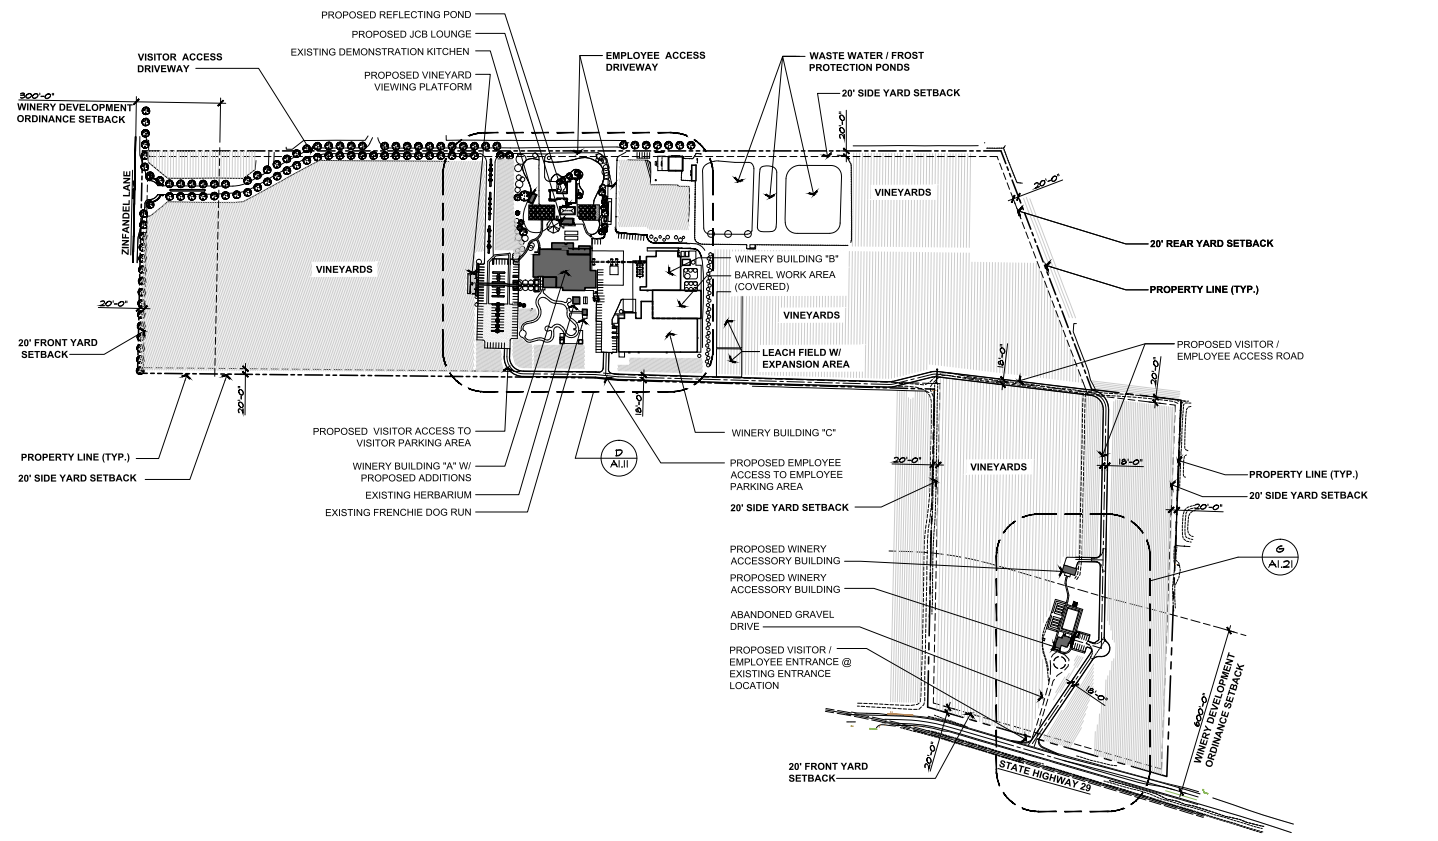 PROPOSED REFLECTING POND
PROPOSED JCB LOUNGE
EXISTING DEMONSTRATION KITCHEN
PROPOSED VINEYARD
VIEWING PLATFORM
VISITOR ACCESS
DRIVEWAY
EMPLOYEE ACCESS
DRIVEWAY
WASTE WATER / FROST
PROTECTION PONDS
20' SIDE YARD SETBACK
300'-0"
WINERY DEVELOPMENT
ORDINANCE SETBACK
20'-0"
ZINFANDEL LANE
VINEYARDS
20'-0"
20' REAR YARD SETBACK
PROPERTY LINE (TYP.)
VINEYARDS
WINERY BUILDING "B"
BARREL WORK AREA
(COVERED)
VINEYARDS
LEACH FIELD W/
EXPANSION AREA
20'-0"
20' FRONT YARD
SETBACK
20'-0"
18'-0"
18'-0"
PROPOSED VISITOR /
EMPLOYEE ACCESS ROAD
20'-0"
PROPOSED VISITOR ACCESS TO
VISITOR PARKING AREA
WINERY BUILDING "A" W/
PROPOSED ADDITIONS
EXISTING HERBARIUM
EXISTING FRENCHIE DOG RUN
D
A1.11
WINERY BUILDING "C"
PROPOSED EMPLOYEE
ACCESS TO EMPLOYEE
PARKING AREA
20' SIDE YARD SETBACK
PROPERTY LINE (TYP.)
20' SIDE YARD SETBACK
20'-0"
VINEYARDS
18'-0"
PROPERTY LINE (TYP.)
20' SIDE YARD SETBACK
20'-0"
G
A1.21
PROPOSED WINERY
ACCESSORY BUILDING
PROPOSED WINERY
ACCESSORY BUILDING
ABANDONED GRAVEL
DRIVE
PROPOSED VISITOR /
EMPLOYEE ENTRANCE @
EXISTING ENTRANCE
LOCATION
18'-0"
600'-0"
WINERY DEVELOPMENT
ORDINANCE SETBACK
20'-0"
20' FRONT YARD
SETBACK
STATE HIGHWAY 29